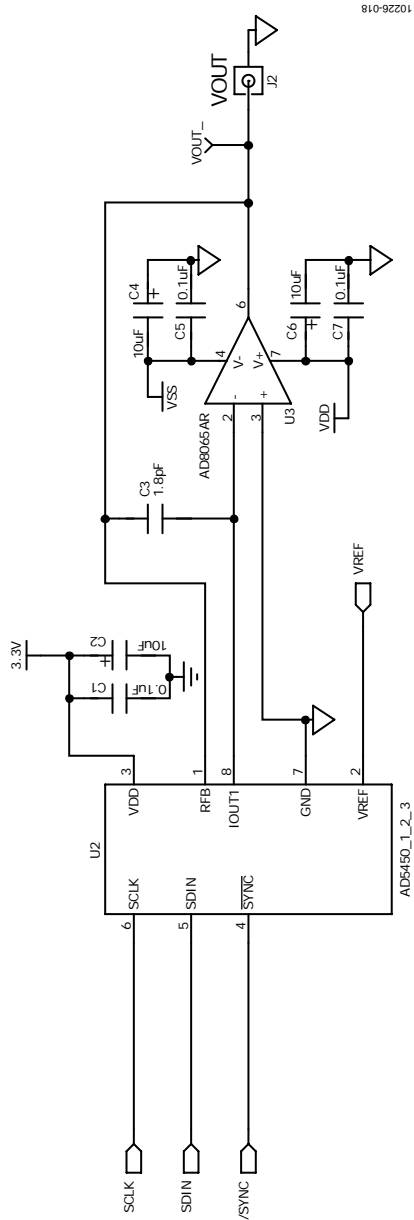 3.3V
C1
0.1uF
C2
+
10uF
U2
SCLK
6
SCLK
SDIN
5
SDIN
/SYNC
4
SYNC
3
VDD
1
RFB
8
IOUT1
7
GND
2
VREF
VREF
AD5450_1_2_3
C3
1.8pF
AD8065AR
2
-
3
+
U3
4
V-
V+
7
6
VSS
10uF
C4
+
C5
0.1uF
VDD
C6
+
10uF
C7
0.1uF
VOUT_
VOUT
J2
10226-018